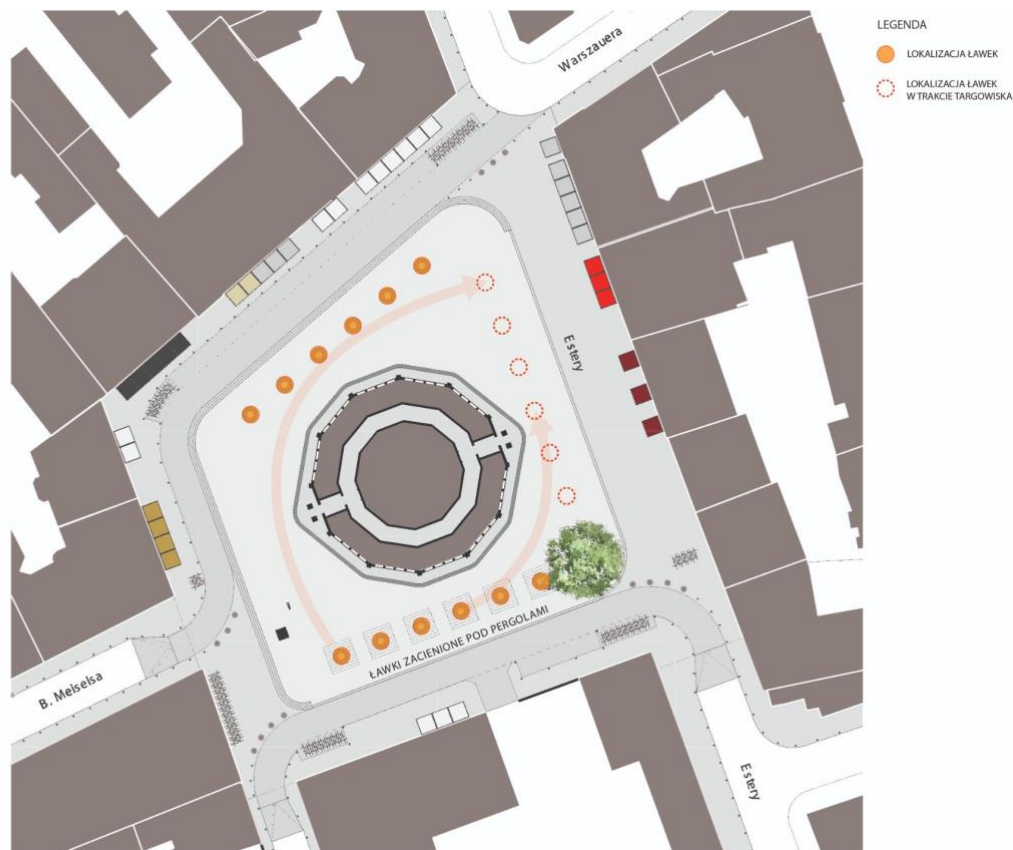 LEGENDA
LOKALIZACJA ŁAWEK
LOKALIZACJA ŁAWEK
W TRAKCIE TARGOWISKA
Warszauera
Estery
ŁAWKI ZACIENIONE POD PERGOLAMI
B. Meiselsa
Estery